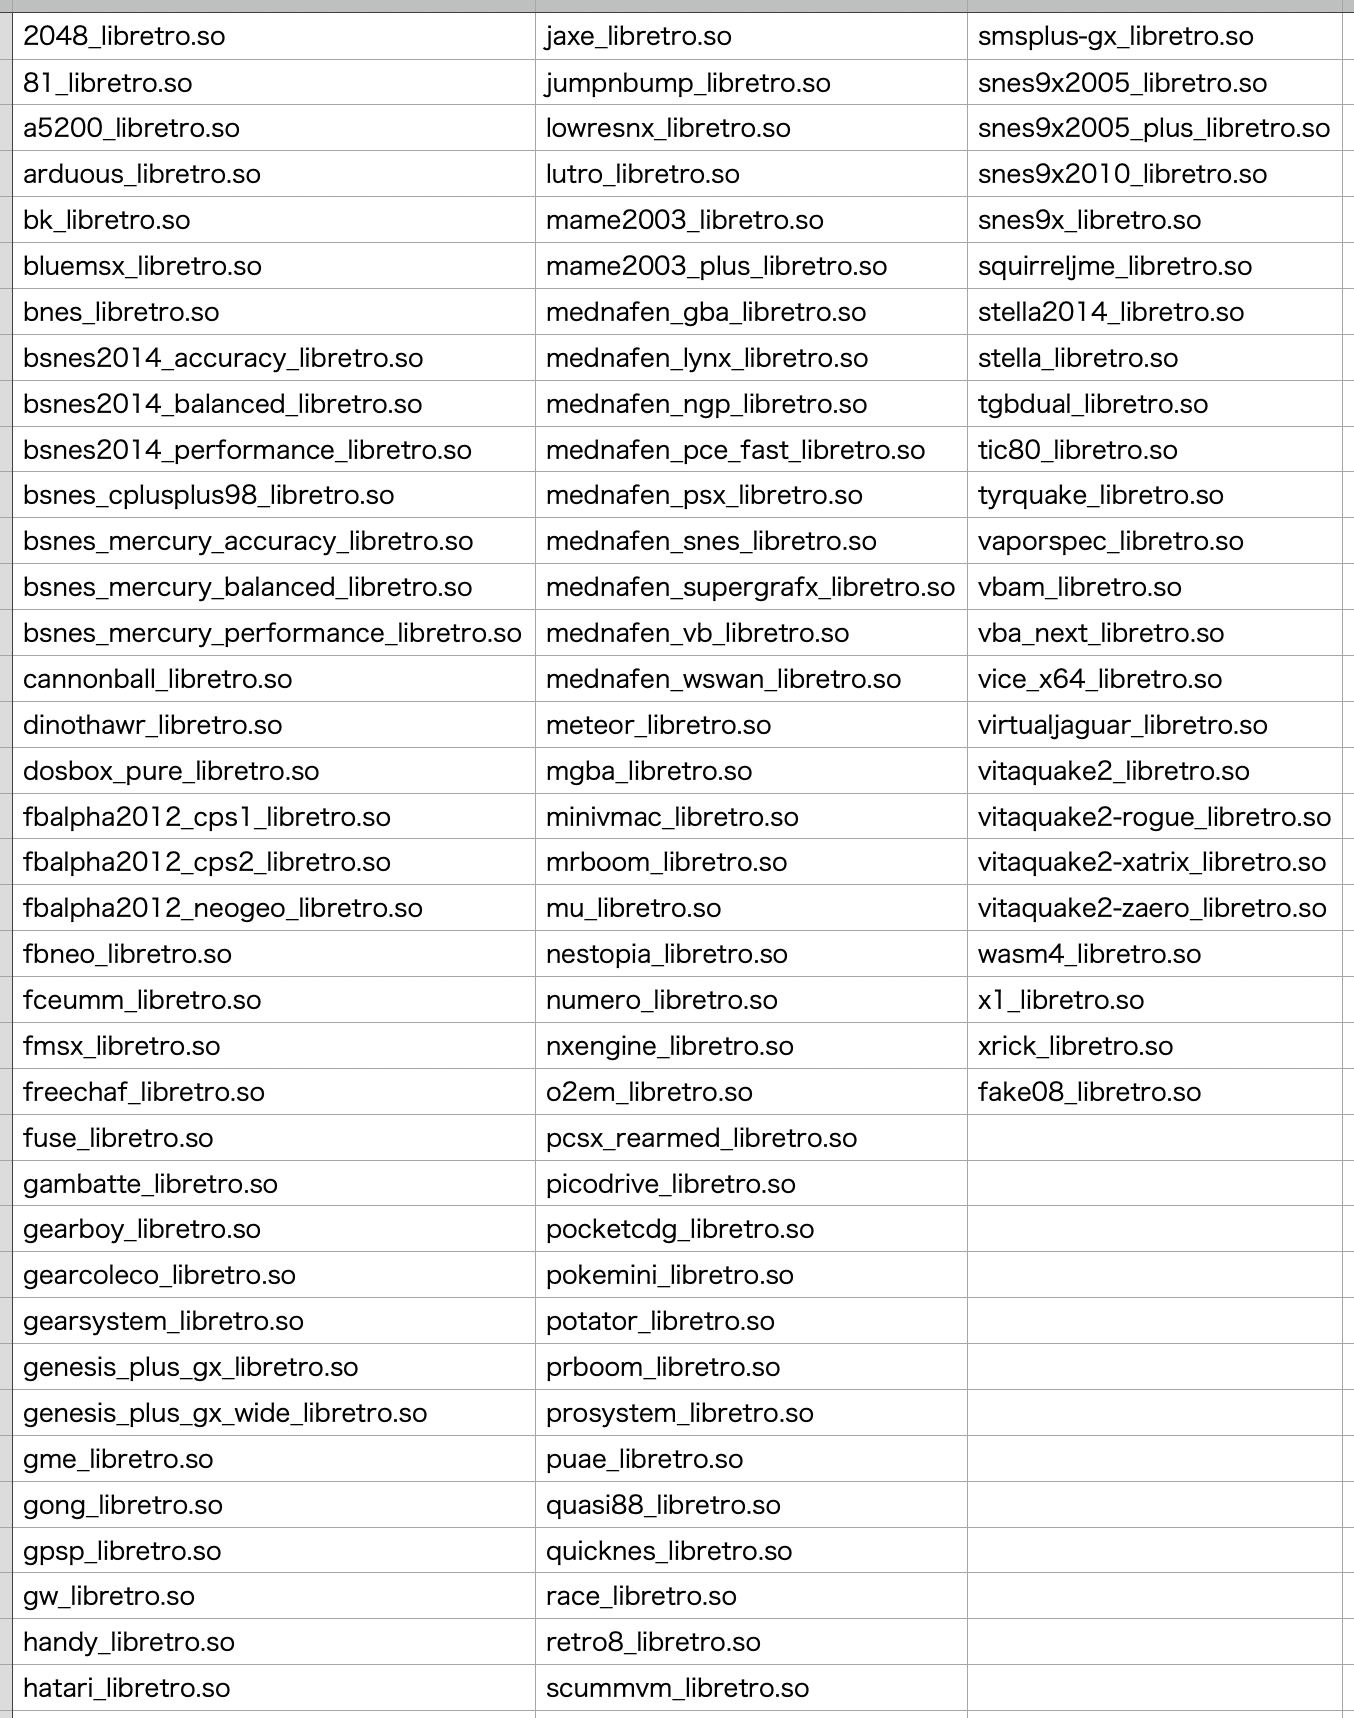 2048_libretro.so
81_libretro.so
a5200_libretro.so
arduous_libretro.so
bk_libretro.so
bluemsx_libretro.so
bnes_libretro.so
bsnes2014_accuracy_libretro.so
bsnes2014_balanced_libretro.so
bsnes2014_performance_libretro.so
bsnes_cplusplus98_libretro.so
bsnes_mercury_accuracy_libretro.so
bsnes_mercury_balanced_libretro.so
bsnes_mercury_performance_libretro.so
cannonball_libretro.so
dinothawr_libretro.so
dosbox_pure_libretro.so
fbalpha2012_cps1_libretro.so
fbalpha2012_cps2_libretro.so
fbalpha2012_neogeo_libretro.so
fbneo_libretro.so
fceumm_libretro.so
fmsx_libretro.so
freechaf_libretro.so
fuse_libretro.so
gambatte_libretro.so
gearboy_libretro.so
gearcoleco_libretro.so
gearsystem_libretro.so
genesis_plus_gx_libretro.so
genesis_plus_gx_wide_libretro.so
gme_libretro.so
gong_libretro.so
gpsp_libretro.so
gw_libretro.so
handy_libretro.so
hatari_libretro.so
jaxe_libretro.so
jumpnbump_libretro.so
lowresnx_libretro.so
lutro_libretro.so
mame2003_libretro.so
mame2003_plus_libretro.so
mednafen_gba_libretro.so
mednafen_lynx_libretro.so
mednafen_ngp_libretro.so
mednafen_pce_fast_libretro.so
mednafen_psx_libretro.so
mednafen_snes_libretro.so
mednafen_supergrafx_libretro.so
mednafen_vb_libretro.so
mednafen_wswan_libretro.so
meteor_libretro.so
mgba_libretro.so
minivmac_libretro.so
mrboom_libretro.so
mu_libretro.so
nestopia_libretro.so
numero_libretro.so
nxengine_libretro.so
o2em_libretro.so
pcsx_rearmed_libretro.so
picodrive_libretro.so
pocketcdg_libretro.so
pokemini_libretro.so
potator_libretro.so
prboom_libretro.so
prosystem_libretro.so
puae_libretro.so
quasi88_libretro.so
quicknes_libretro.so
race_libretro.so
retro8_libretro.so
scummvm_libretro.so
smsplus-gx_libretro.so
snes9x2005_libretro.so
snes9x2005_plus_libretro.so
snes9x2010_libretro.so
snes9x_libretro.so
squirreljme_libretro.so
stella2014_libretro.so
stella_libretro.so
tgbdual_libretro.so
tic80_libretro.so
tyrquake_libretro.so
vaporspec_libretro.so
vbam_libretro.so
vba_next_libretro.so
vice_x64_libretro.so
virtualjaguar_libretro.so
vitaquake2_libretro.so
vitaquake2-rogue_libretro.so
vitaquake2-xatrix_libretro.so
vitaquake2-zaero_libretro.so
wasm4_libretro.so
x1_libretro.so
xrick_libretro.so
fake08_libretro.so